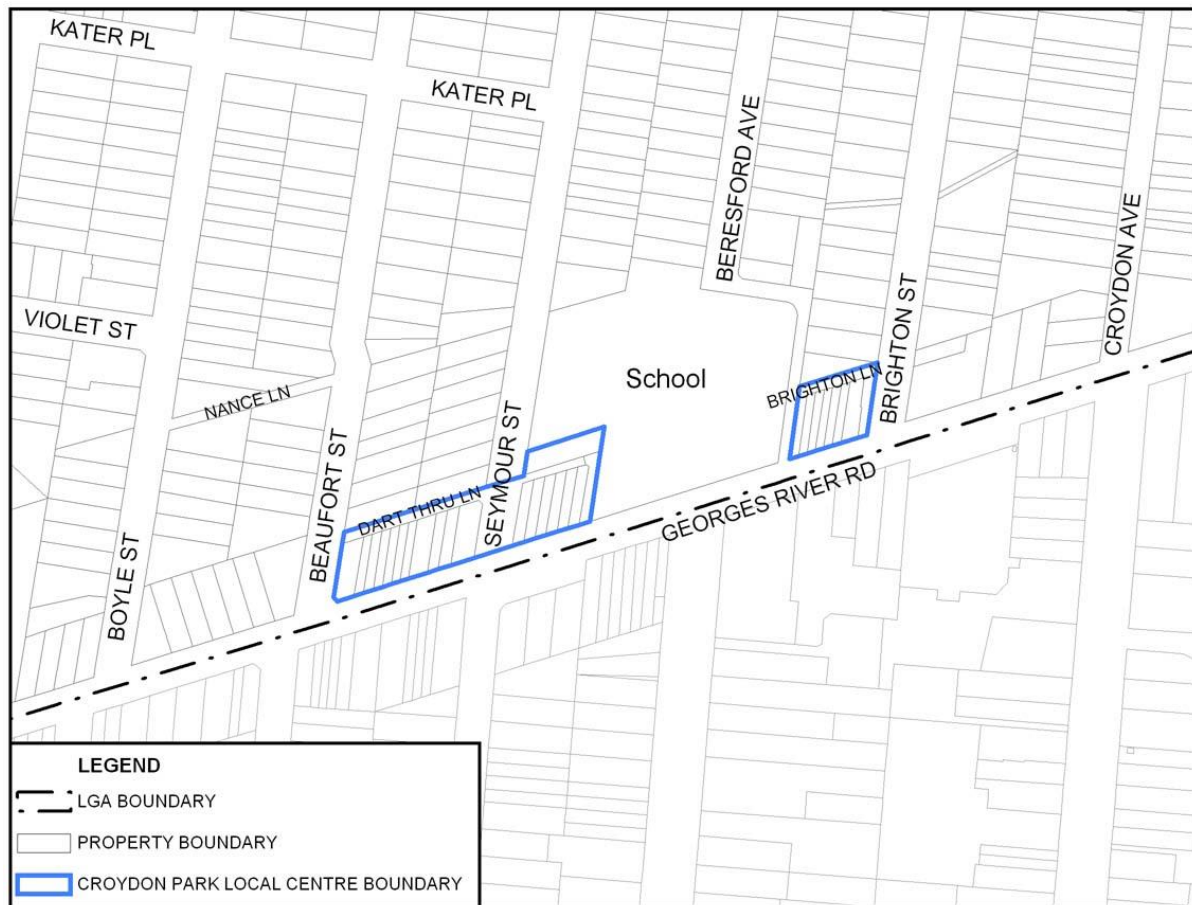 KATER PL
KATER PL
BERESFORD AVE
CROYDON AVE
VIOLET ST
NANCE LN
School
BRIGHTON LN
BRIGHTON ST
SEYMOUR ST
DART THRU LN
BEAUFORT ST
BOYLE ST
GEORGES RIVER RD
LEGEND
LGA BOUNDARY
PROPERTY BOUNDARY
CROYDON PARK LOCAL CENTRE BOUNDARY